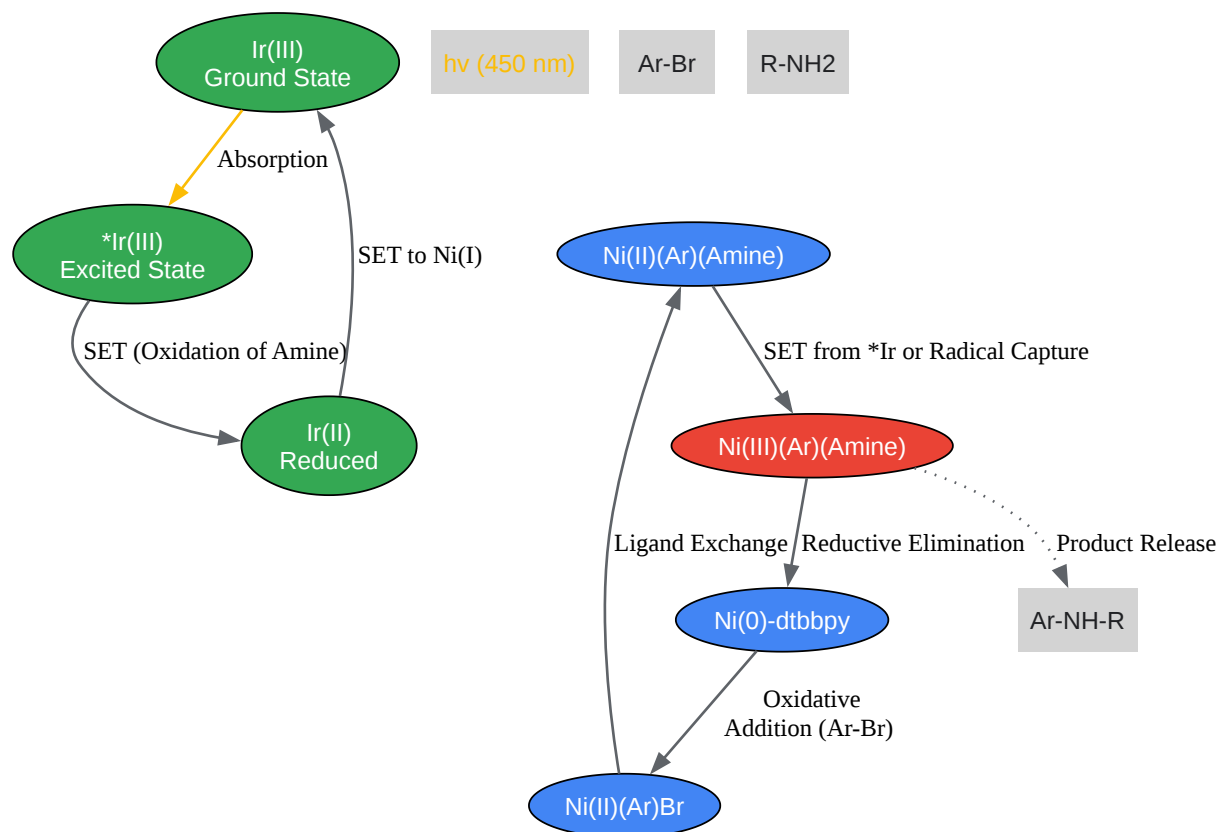 Ir(III)
Ground State
hv (450 nm)
Ar-Br
R-NH2
Absorption
*Ir(III)
Excited State
SET to Ni(I)
Ni(II)(Ar)(Amine)
SET (Oxidation of Amine)
SET from *Ir or Radical Capture
Ir(II)
Reduced
Ni(III)(Ar)(Amine)
Ligand Exchange
Reductive Elimination
Product Release
Ni(0)-dtbbpy
Ar-NH-R
Oxidative
Addition (Ar-Br)
Ni(II)(Ar)Br